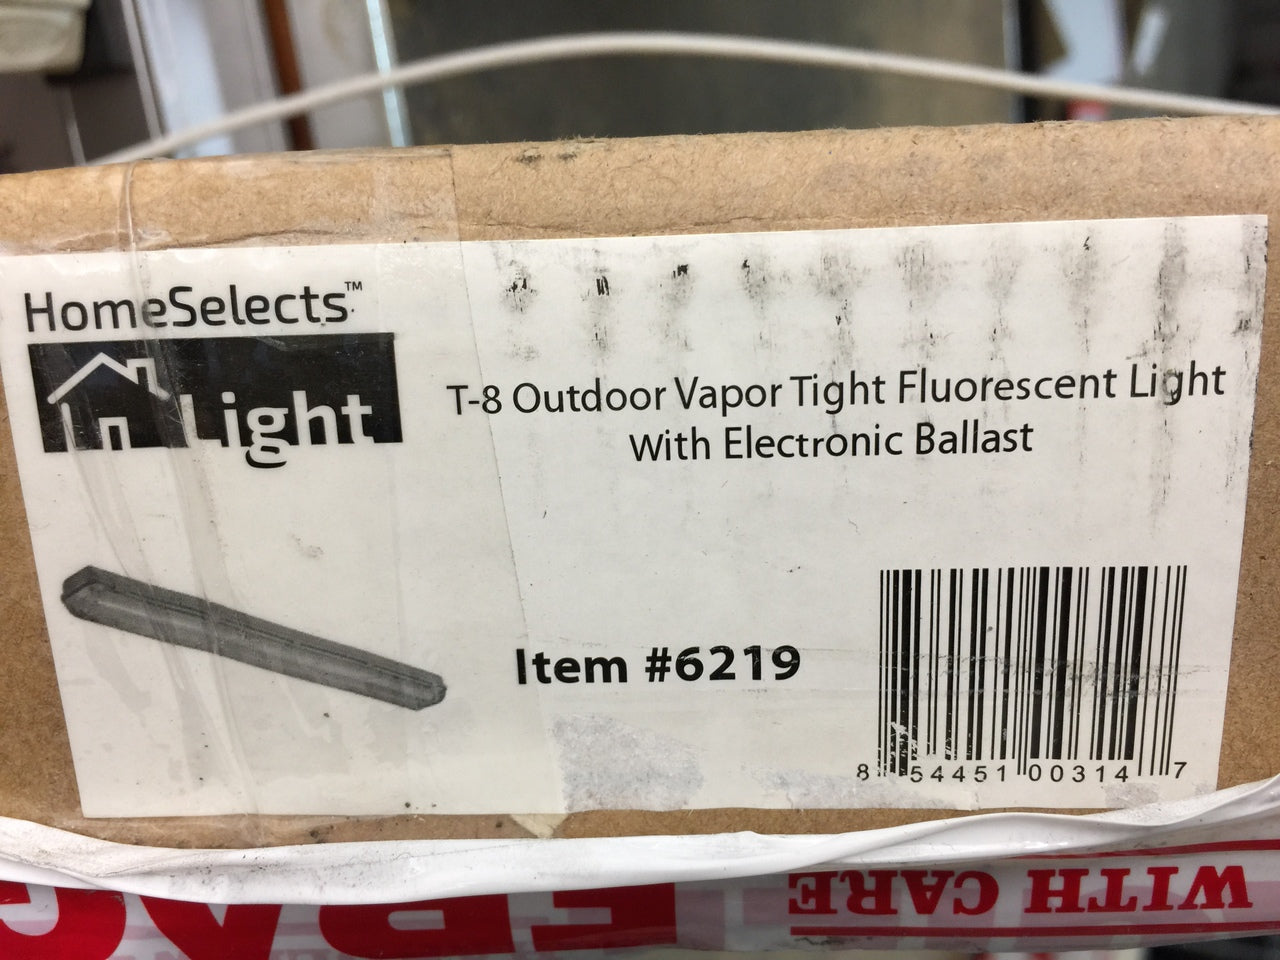 HomeSelects™
Light
T-8 Outdoor Vapor Tight Fluorescent Light
With Electronic Ballast
Item #6219
8 54451 00314 7
WITH CARE